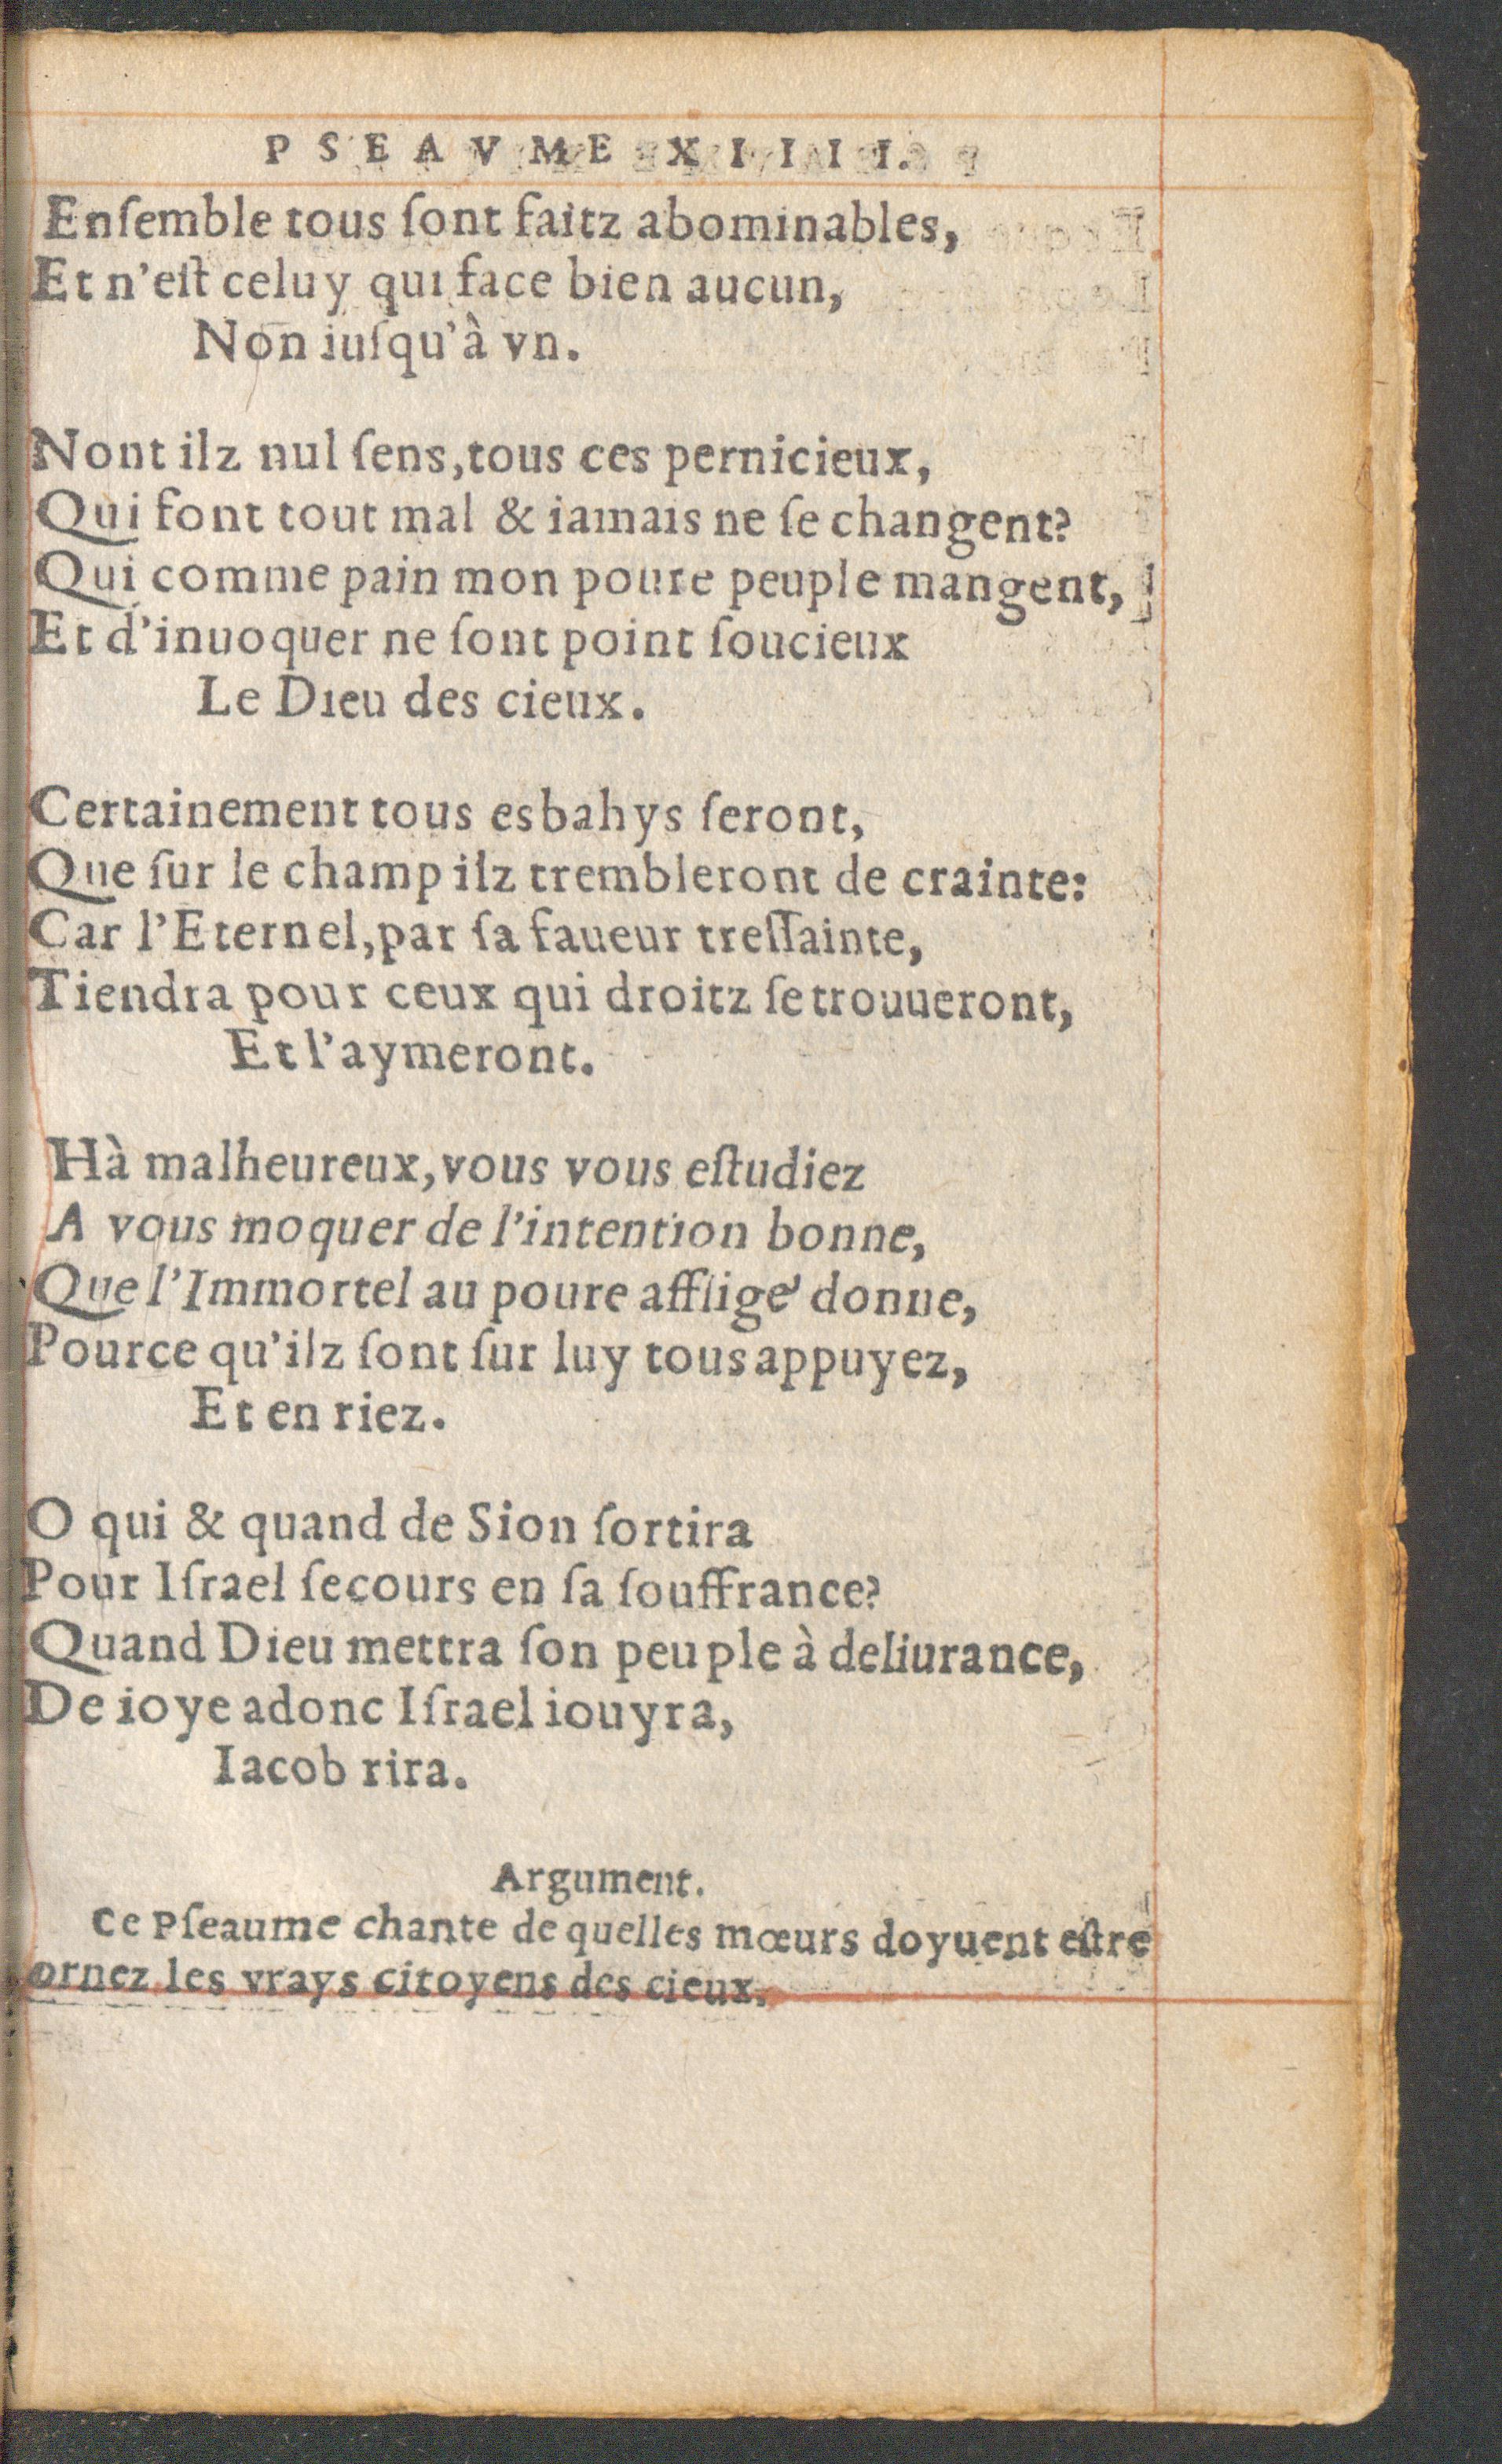 PSEAVME XIIII.
Enſemble tous ſont faitz abominables,
Et n'eſt celuy qui face bien aucun,
Non iuſqu'à vn.
Nont ilz nul ſens, tous ces pernicieux,
Qui font tout mal & iamais ne ſe changent?
Qui comme pain mon poure peuple mangent,
Et d'inuoquer ne ſont point ſoucieux
Le Dieu des cieux.
Certainement tous esbahys ſeront,
Que ſur le champ ilz trembleront de crainte:
Car l'Eternel, par ſa faueur treſſainte,
Tiendra pour ceux qui droitz ſe trouueront,
Et l'aymeront.
Hà malheureux, vous vous eſtudiez
A vous moquer de l'intention bonne,
Que l'Immortel au poure affligé donne,
Pource qu'ilz ſont ſur luy tous appuyez,
Et en riez.
O qui & quand de Sion ſortira
Pour Iſrael ſecours en ſa ſouffrance?
Quand Dieu mettra ſon peuple à deliurance,
De ioye adonc Iſrael iouyra,
Iacob rira.
Argument.
Ce Pſeaume chante de quelles mœurs doyuent eſtre
ornez les vrays citoyens des cieux.